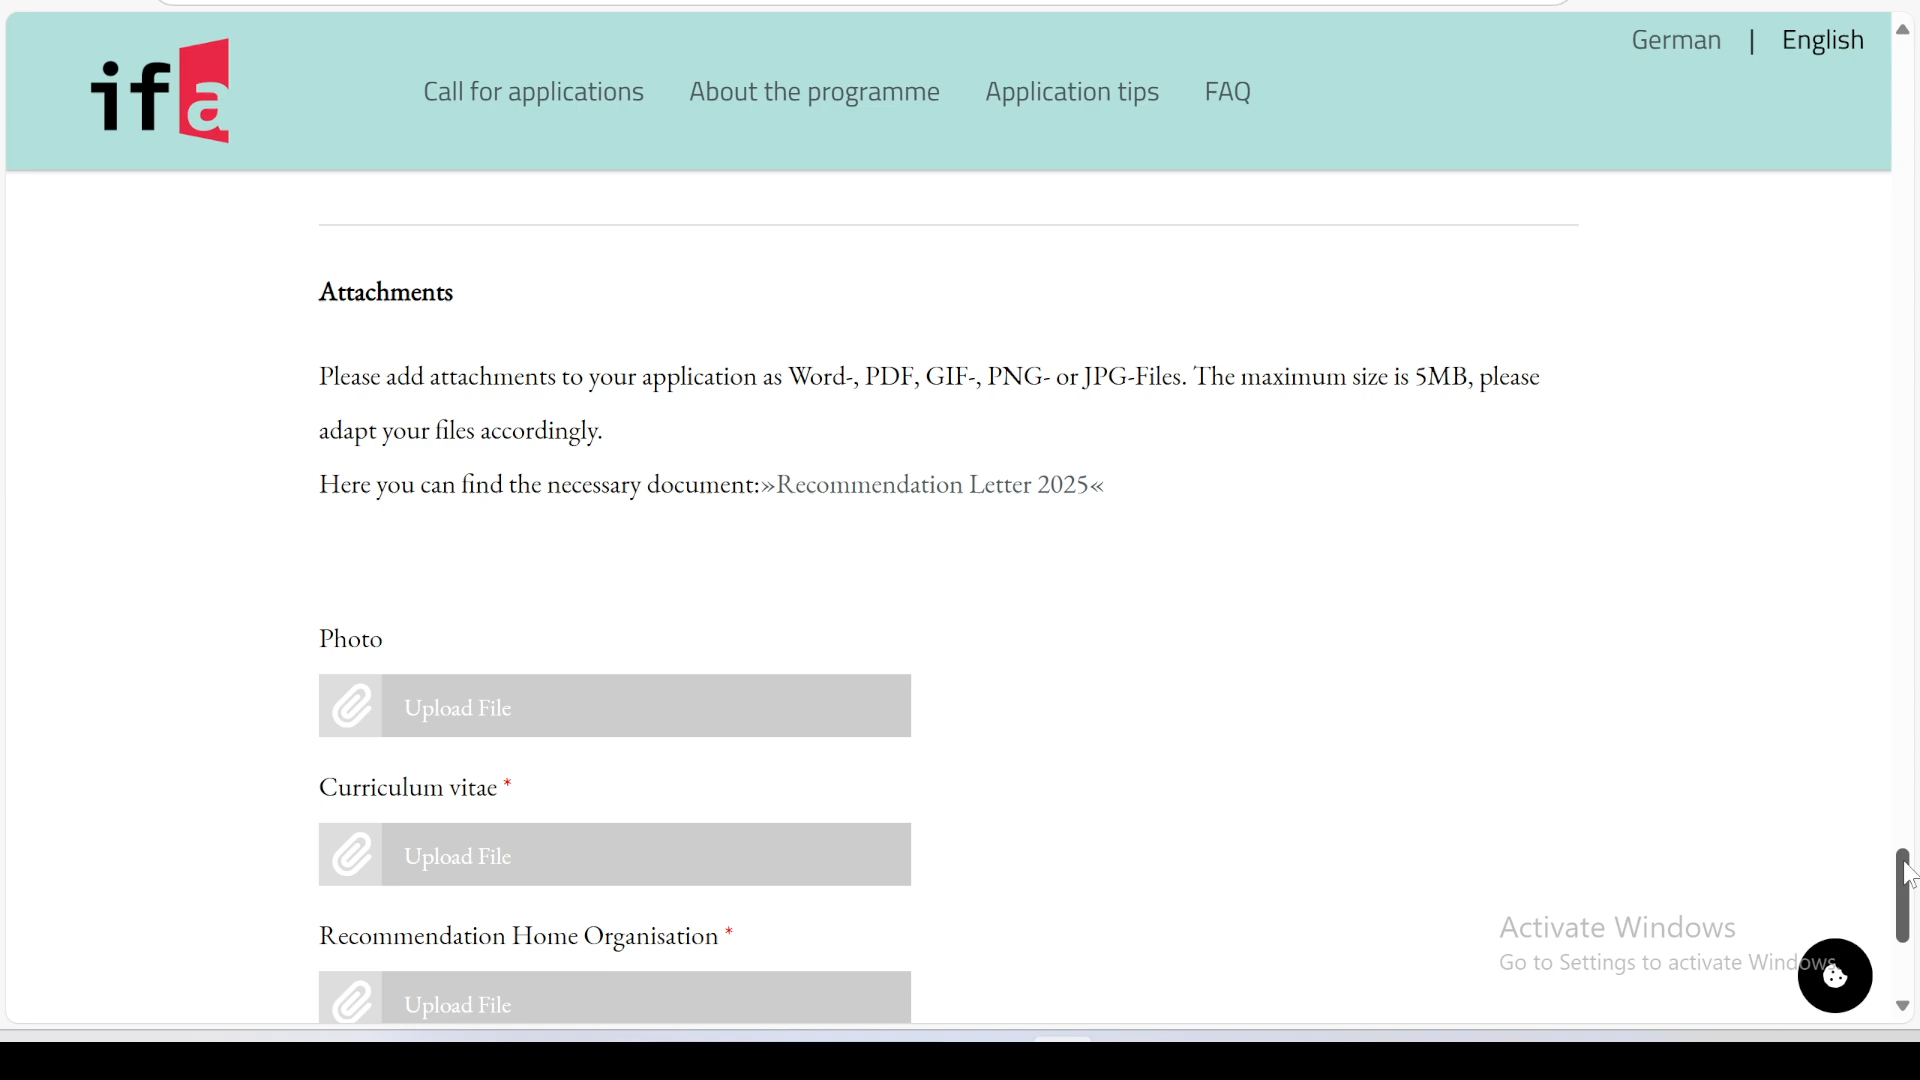 German | English
ifa
Call for applications About the programme Application tips FAQ
Attachments
Please add attachments to your application as Word-, PDF, GIF-, PNG- or JPG-Files. The maximum size is 5MB, please
adapt your files accordingly.
Here you can find the necessary document:»Recommendation Letter 2025«
Photo
Upload File
Curriculum vitae *
Upload File
Recommendation Home Organisation *
Upload File
Activate Windows
Go to Settings to activate Windows.